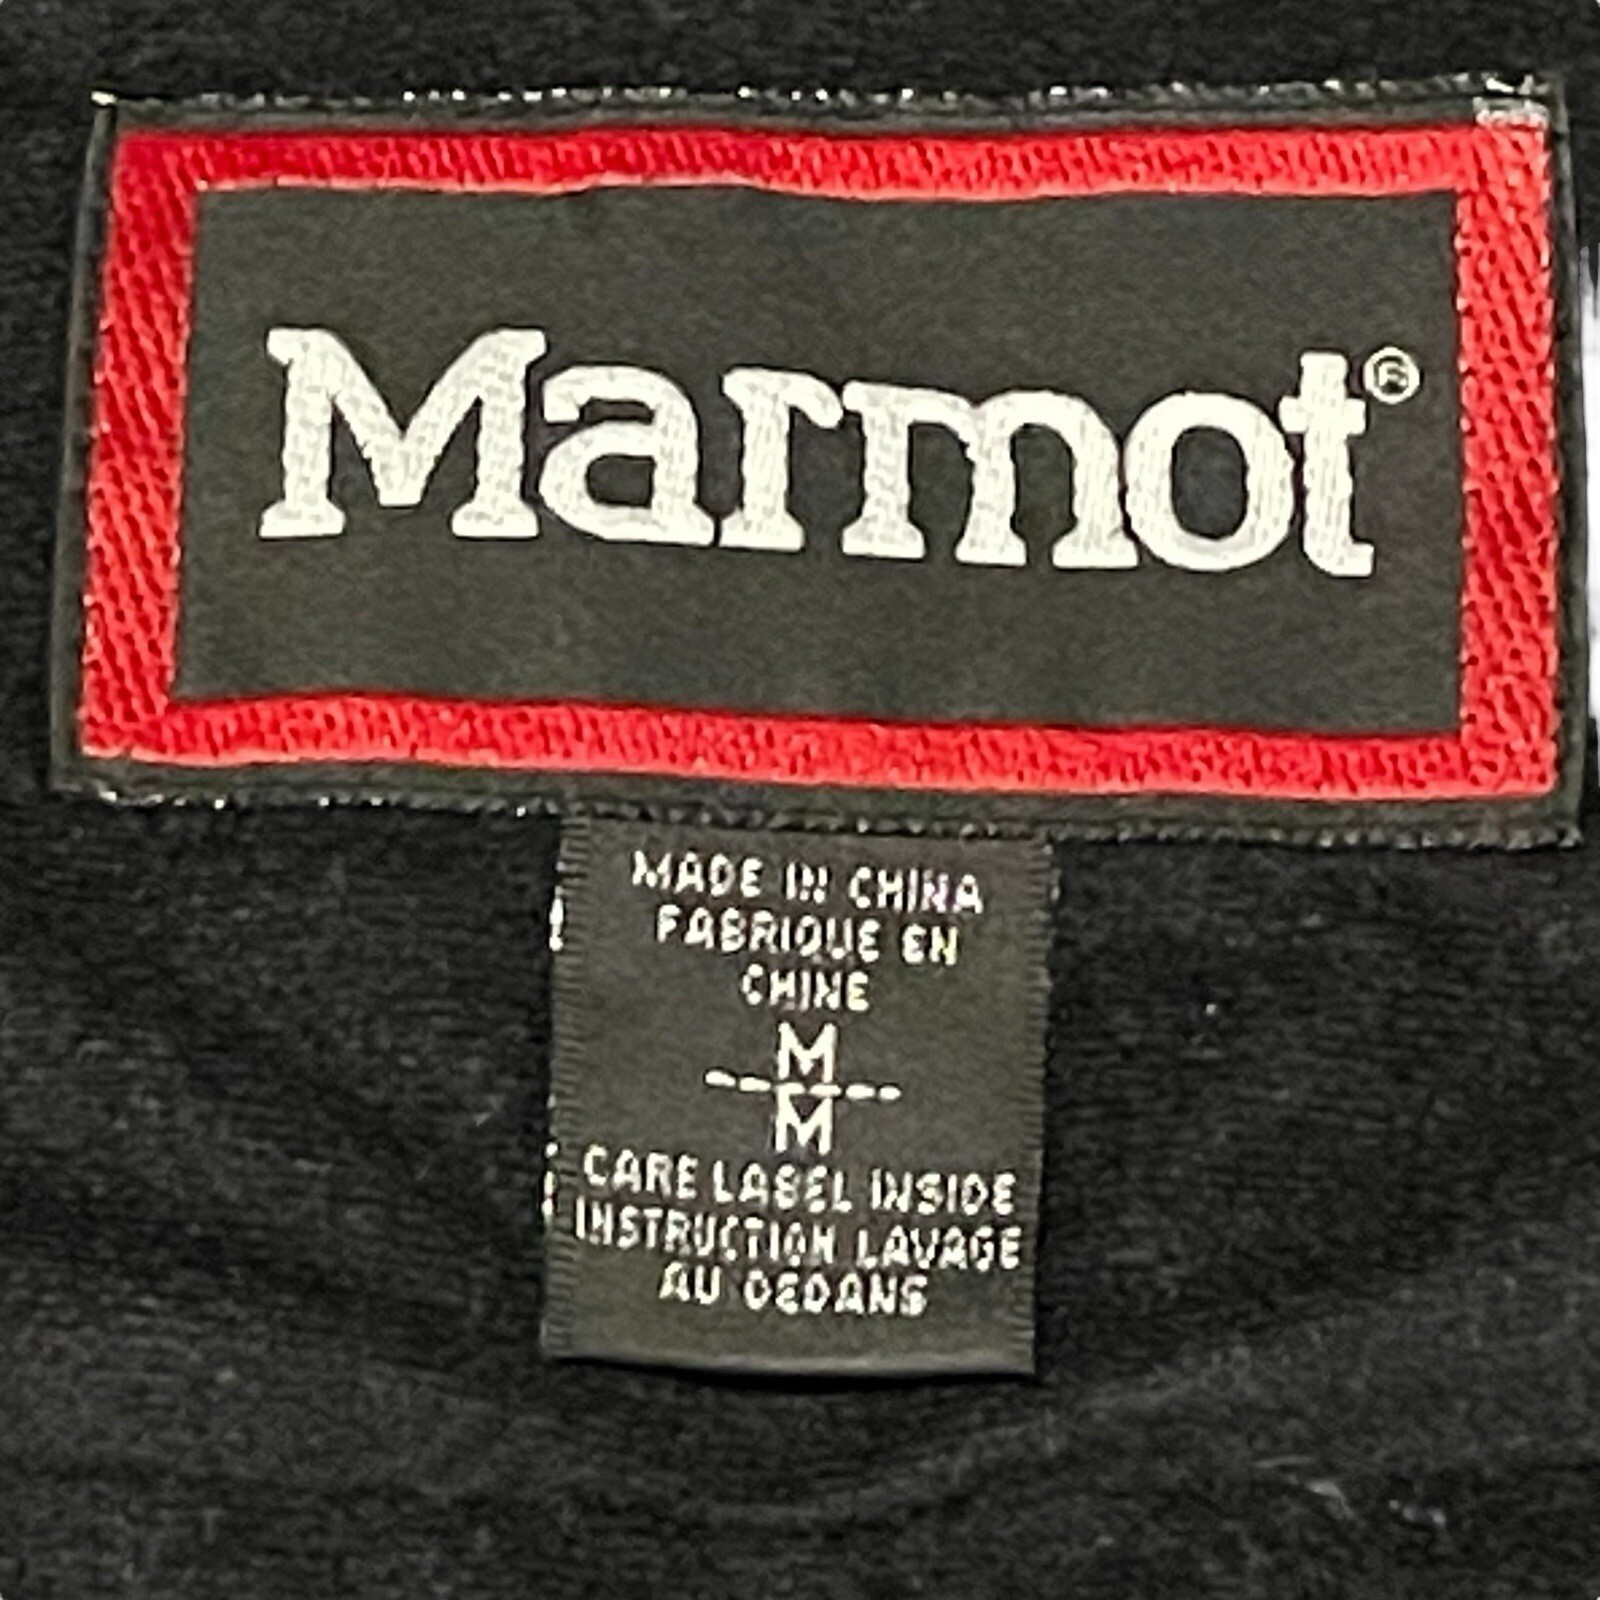 Marmot®
MADE IN CHINA
FABRIQUE EN
CHINE
M
M
CARE LABEL INSIDE
INSTRUCTION LAVAGE
AU DEDANS